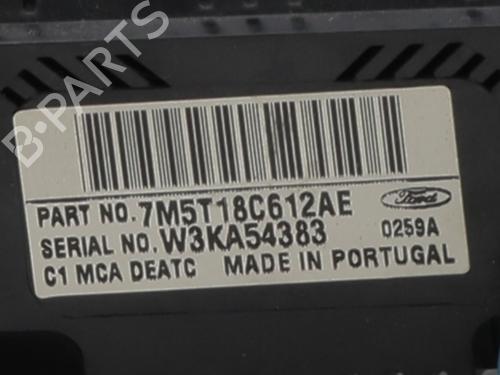 B-PARTS
PART NO. 7M5T18C612AE
Ford
SERIAL NO. W3KA54383 0259A
C1 MCA DEATC MADE IN PORTUGAL